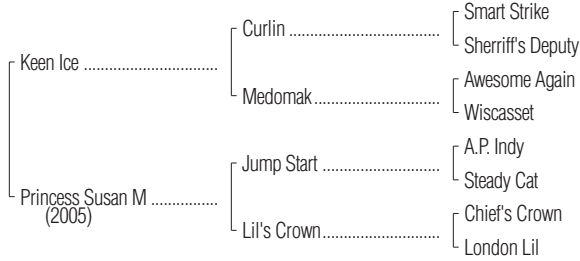 Smart Strike
Curlin
Sherriff's Deputy
Keen Ice
Awesome Again
Medomak
Wiscasset
A.P. Indy
Jump Start
Steady Cat
Princess Susan M
(2005)
Chief's Crown
Lil's Crown
London Lil